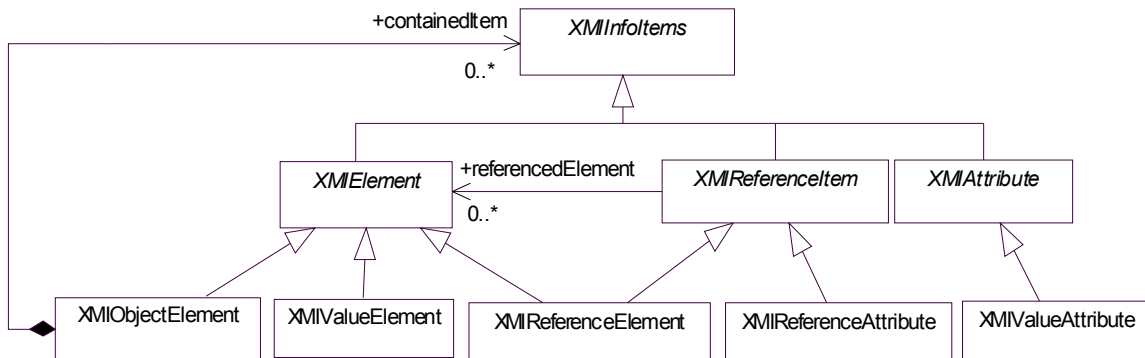 +containedItem
XMIInfoItems
0..*
+referencedElement
XMIElement
XMIReferenceItem
XMIAttribute
0..*
XMIObjectElement
XMIValueElement
XMIReferenceElement
XMIReferenceAttribute
XMIValueAttribute